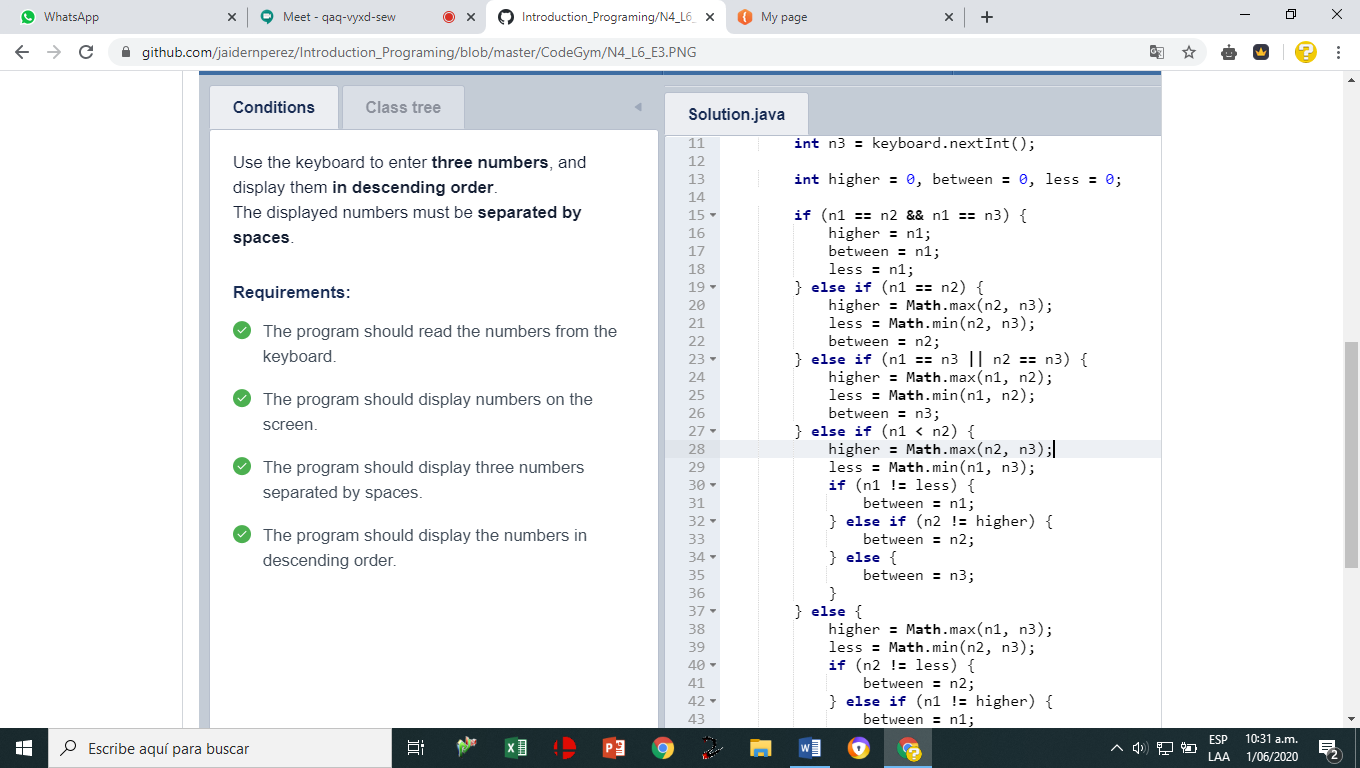 WhatsApp
Meet - qaq-vyxd-sew
Introduction_Programing/N4_L6_
My page
github.com/jaidernperez/Introduction_Programing/blob/master/CodeGym/N4_L6_E3.PNG
Conditions
Class tree
Use the keyboard to enter three numbers, and
display them in descending order.
The displayed numbers must be separated by
spaces.
Requirements:
The program should read the numbers from the
keyboard.
The program should display numbers on the
screen.
The program should display three numbers
separated by spaces.
The program should display the numbers in
descending order.
Solution.java
11 int n3 = keyboard.nextInt();
12
13 int higher = 0, between = 0, less = 0;
14
15 if (n1 == n2 && n1 == n3) {
16 higher = n1;
17 between = n1;
18 less = n1;
19 } else if (n1 == n2) {
20 higher = Math.max(n2, n3);
21 less = Math.min(n2, n3);
22 between = n2;
23 } else if (n1 == n3 || n2 == n3) {
24 higher = Math.max(n1, n2);
25 less = Math.min(n1, n2);
26 between = n3;
27 } else if (n1 < n2) {
28 higher = Math.max(n2, n3);
29 less = Math.min(n1, n3);
30 if (n1 != less) {
31 between = n1;
32 } else if (n2 != higher) {
33 between = n2;
34 } else {
35 between = n3;
36 }
37 } else {
38 higher = Math.max(n1, n3);
39 less = Math.min(n2, n3);
40 if (n2 != less) {
41 between = n2;
42 } else if (n1 != higher) {
43 between = n1;
Escribe aquí para buscar
ESP
LAA
10:31 a.m.
1/06/2020
2